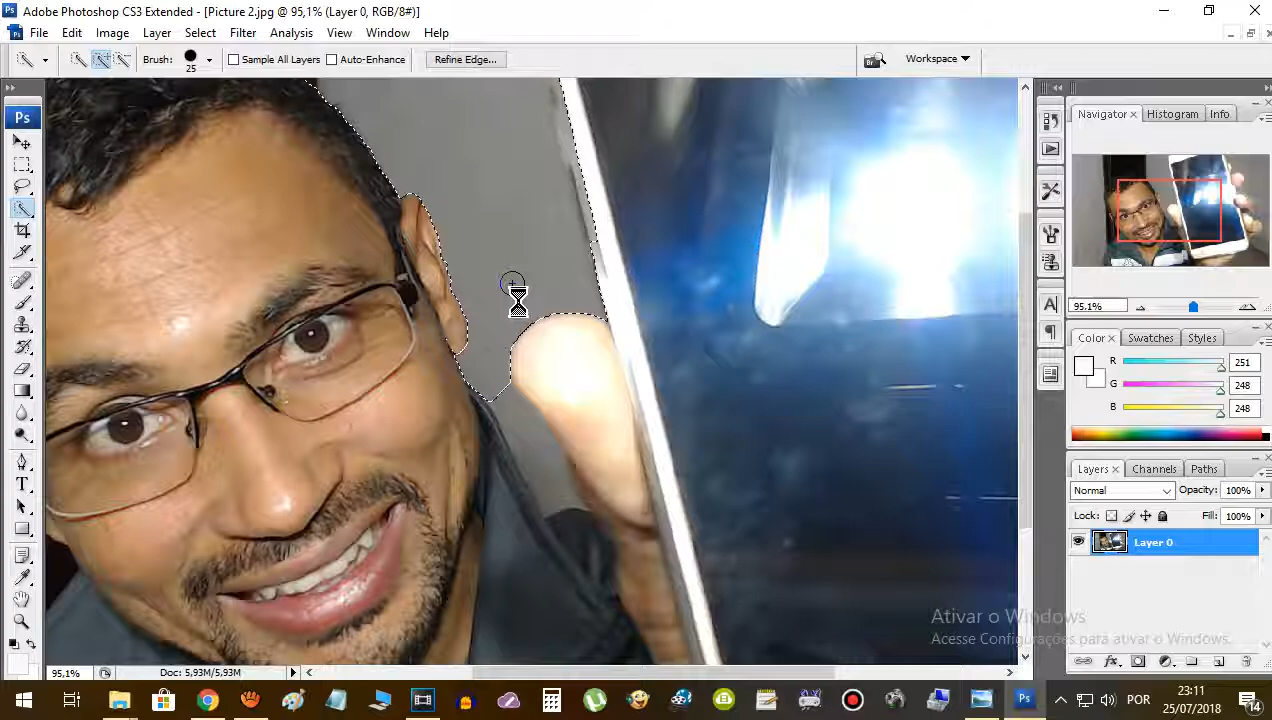 Adobe Photoshop CS3 Extended - [Picture 2.jpg @ 95,1% (Layer 0, RGB/8#)]
File Edit Image Layer Select Filter Analysis View Window Help
Brush: 25 Sample All Layers Auto-Enhance Refine Edge... Workspace
Ps
Navigator Histogram Info
95.1%
Color Swatches Styles
R 251
G 248
B 248
Layers Channels Paths
Normal Opacity: 100%
Lock: Fill: 100%
Layer 0
Ativar o Windows
Acesse Configurações para ativar o Windows.
95,1% Doc: 5,93M/5,93M
POR 23:11 25/07/2018 14